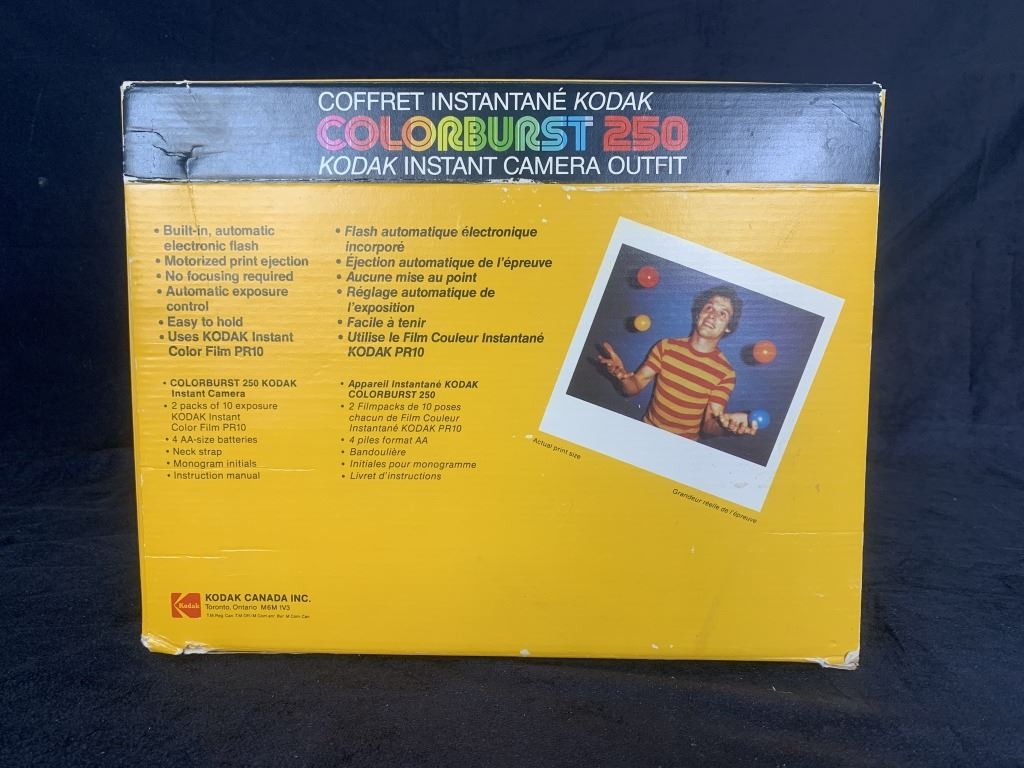 COFFRET INSTANTANÉ KODAK
COLORBURST 250
KODAK INSTANT CAMERA OUTFIT
• Built-in, automatic
electronic flash
• Motorized print ejection
• No focusing required
• Automatic exposure
control
• Easy to hold
• Uses KODAK Instant
Color Film PR10
• Flash automatique électronique
incorporé
• Éjection automatique de l'épreuve
• Aucune mise au point
• Réglage automatique de
l'exposition
• Facile à tenir
• Utilise le Film Couleur Instantané
KODAK PR10
• COLORBURST 250 KODAK
Instant Camera
• 2 packs of 10 exposure
KODAK Instant
Color Film PR10
• 4 AA-size batteries
• Neck strap
• Monogram initials
• Instruction manual
• Appareil Instantané KODAK
COLORBURST 250
• 2 Filmpacks de 10 poses
chacun de Film Couleur
Instantané KODAK PR10
• 4 piles format AA
• Bandoulière
• Initiales pour monogramme
• Livret d'instructions
Actual print size
Grandeur réelle de l'épreuve
Kodak
KODAK CANADA INC.
Toronto, Ontario M6M 1V3